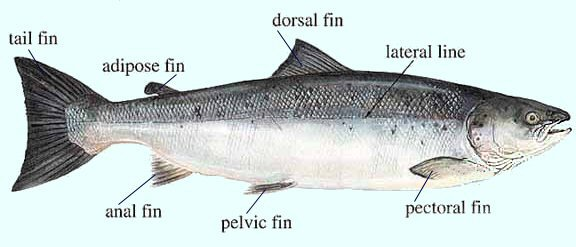 dorsal fin
tail fin
lateral line
adipose fin
anal fin
pelvic fin
pectoral fin